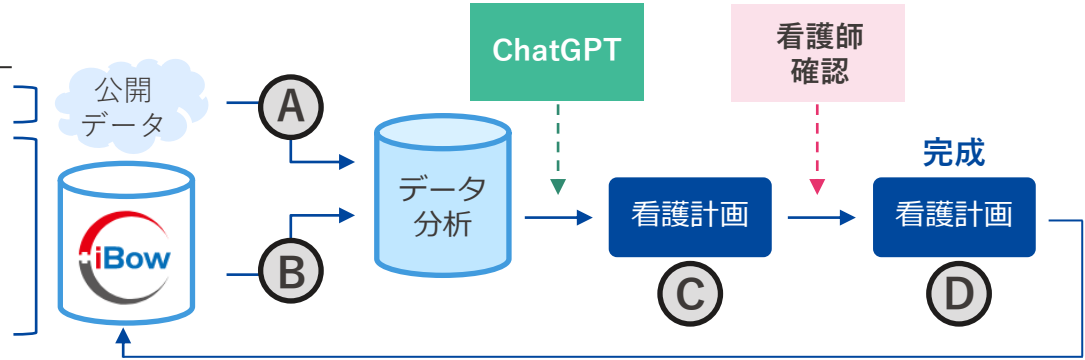 ChatGPT
看護師
確認
公開
データ
A
完成
データ
分析
看護計画
看護計画
iBow
B
C
D